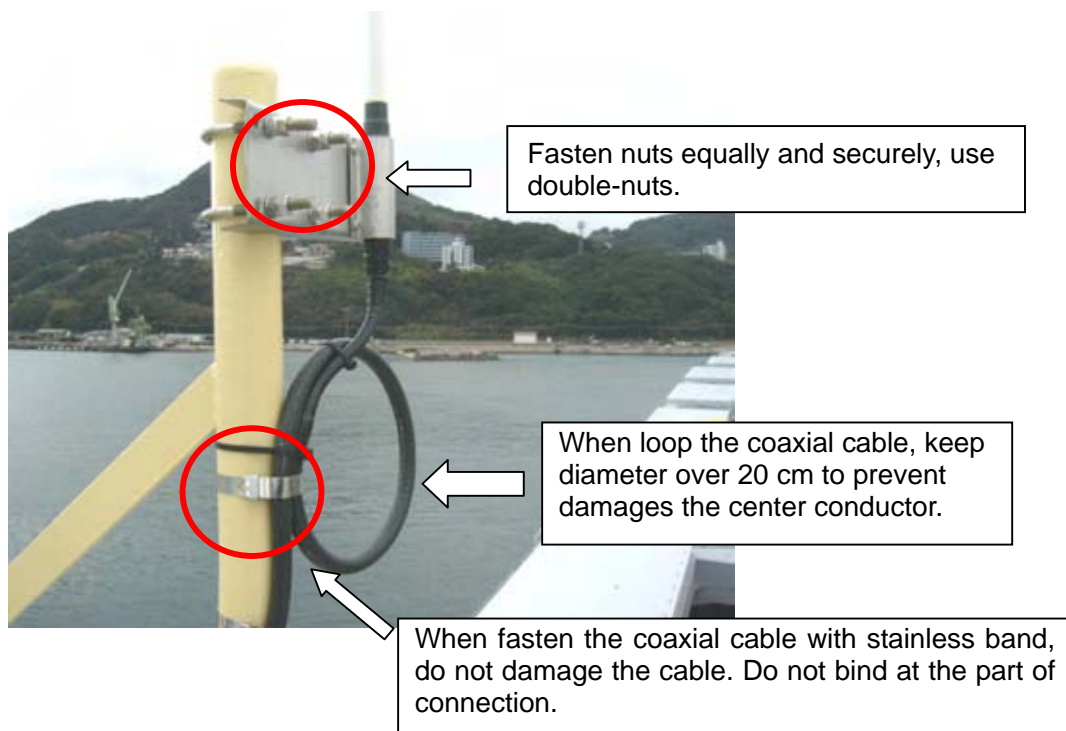 Fasten nuts equally and securely, use
double-nuts.
When loop the coaxial cable, keep
diameter over 20 cm to prevent
damages the center conductor.
When fasten the coaxial cable with stainless band,
do not damage the cable. Do not bind at the part of
connection.